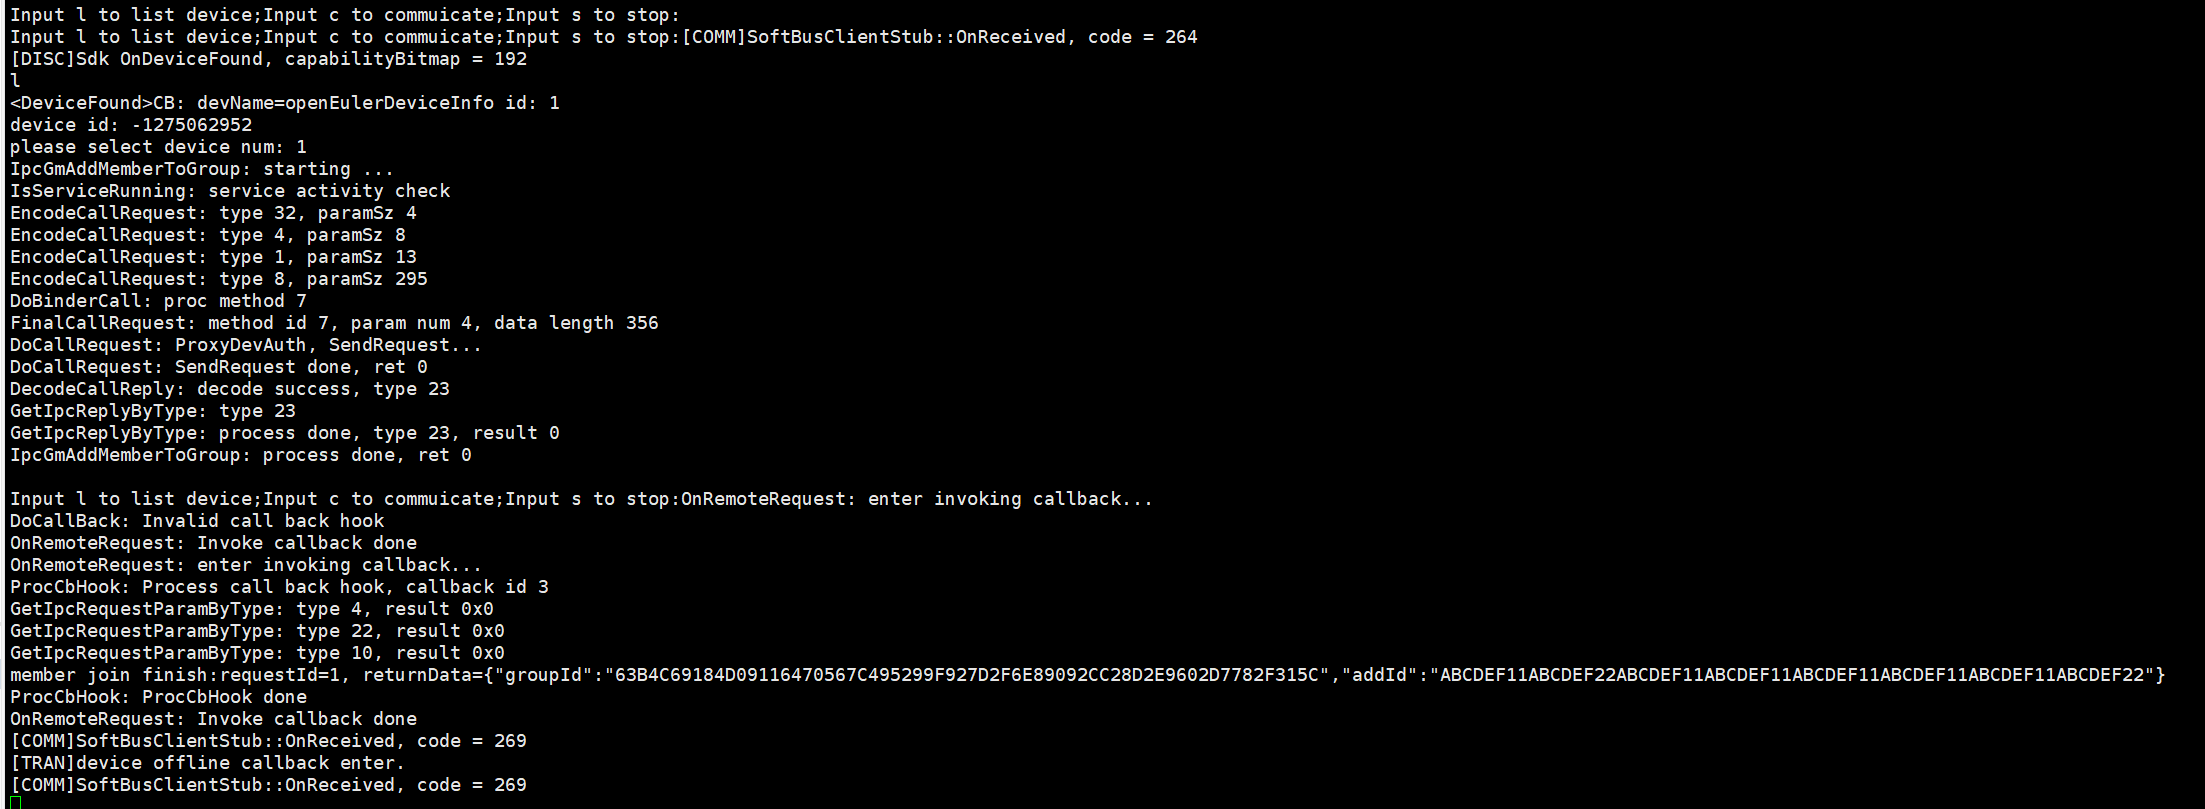 Input l to list device;Input c to commuicate;Input s to stop:
Input l to list device;Input c to commuicate;Input s to stop:[COMM]SoftBusClientStub::OnReceived, code = 264
[DISC]Sdk OnDeviceFound, capabilityBitmap = 192
l
<DeviceFound>CB: devName=openEulerDeviceInfo id: 1
device id: -1275062952
please select device num: 1
IpcGmAddMemberToGroup: starting ...
IsServiceRunning: service activity check
EncodeCallRequest: type 32, paramSz 4
EncodeCallRequest: type 4, paramSz 8
EncodeCallRequest: type 1, paramSz 13
EncodeCallRequest: type 8, paramSz 295
DoBinderCall: proc method 7
FinalCallRequest: method id 7, param num 4, data length 356
DoCallRequest: ProxyDevAuth, SendRequest...
DoCallRequest: SendRequest done, ret 0
DecodeCallReply: decode success, type 23
GetIpcReplyByType: type 23
GetIpcReplyByType: process done, type 23, result 0
IpcGmAddMemberToGroup: process done, ret 0
Input l to list device;Input c to commuicate;Input s to stop:OnRemoteRequest: enter invoking callback...
DoCallBack: Invalid call back hook
OnRemoteRequest: Invoke callback done
OnRemoteRequest: enter invoking callback...
ProcCbHook: Process call back hook, callback id 3
GetIpcRequestParamByType: type 4, result 0x0
GetIpcRequestParamByType: type 22, result 0x0
GetIpcRequestParamByType: type 10, result 0x0
member join finish:requestId=1, returnData={"groupId":"63B4C69184D09116470567C495299F927D2F6E89092CC28D2E9602D7782F315C","addId":"ABCDEF11ABCDEF22ABCDEF11ABCDEF11ABCDEF11ABCDEF11ABCDEF11ABCDEF22"}
ProcCbHook: ProcCbHook done
OnRemoteRequest: Invoke callback done
[COMM]SoftBusClientStub::OnReceived, code = 269
[TRAN]device offline callback enter.
[COMM]SoftBusClientStub::OnReceived, code = 269